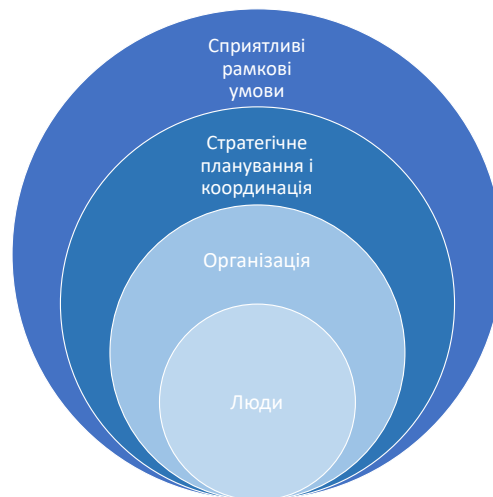 Сприятливі
рамкові
умови
Стратегічне
планування і
координація
Організація
Люди